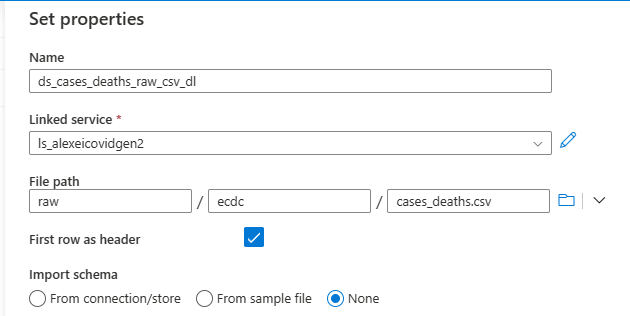 Set properties
Name
ds_cases_deaths_raw_csv_dl
Linked service *
ls_alexeicovidgen2
File path
raw / ecdc / cases_deaths.csv
First row as header
Import schema
From connection/store From sample file None